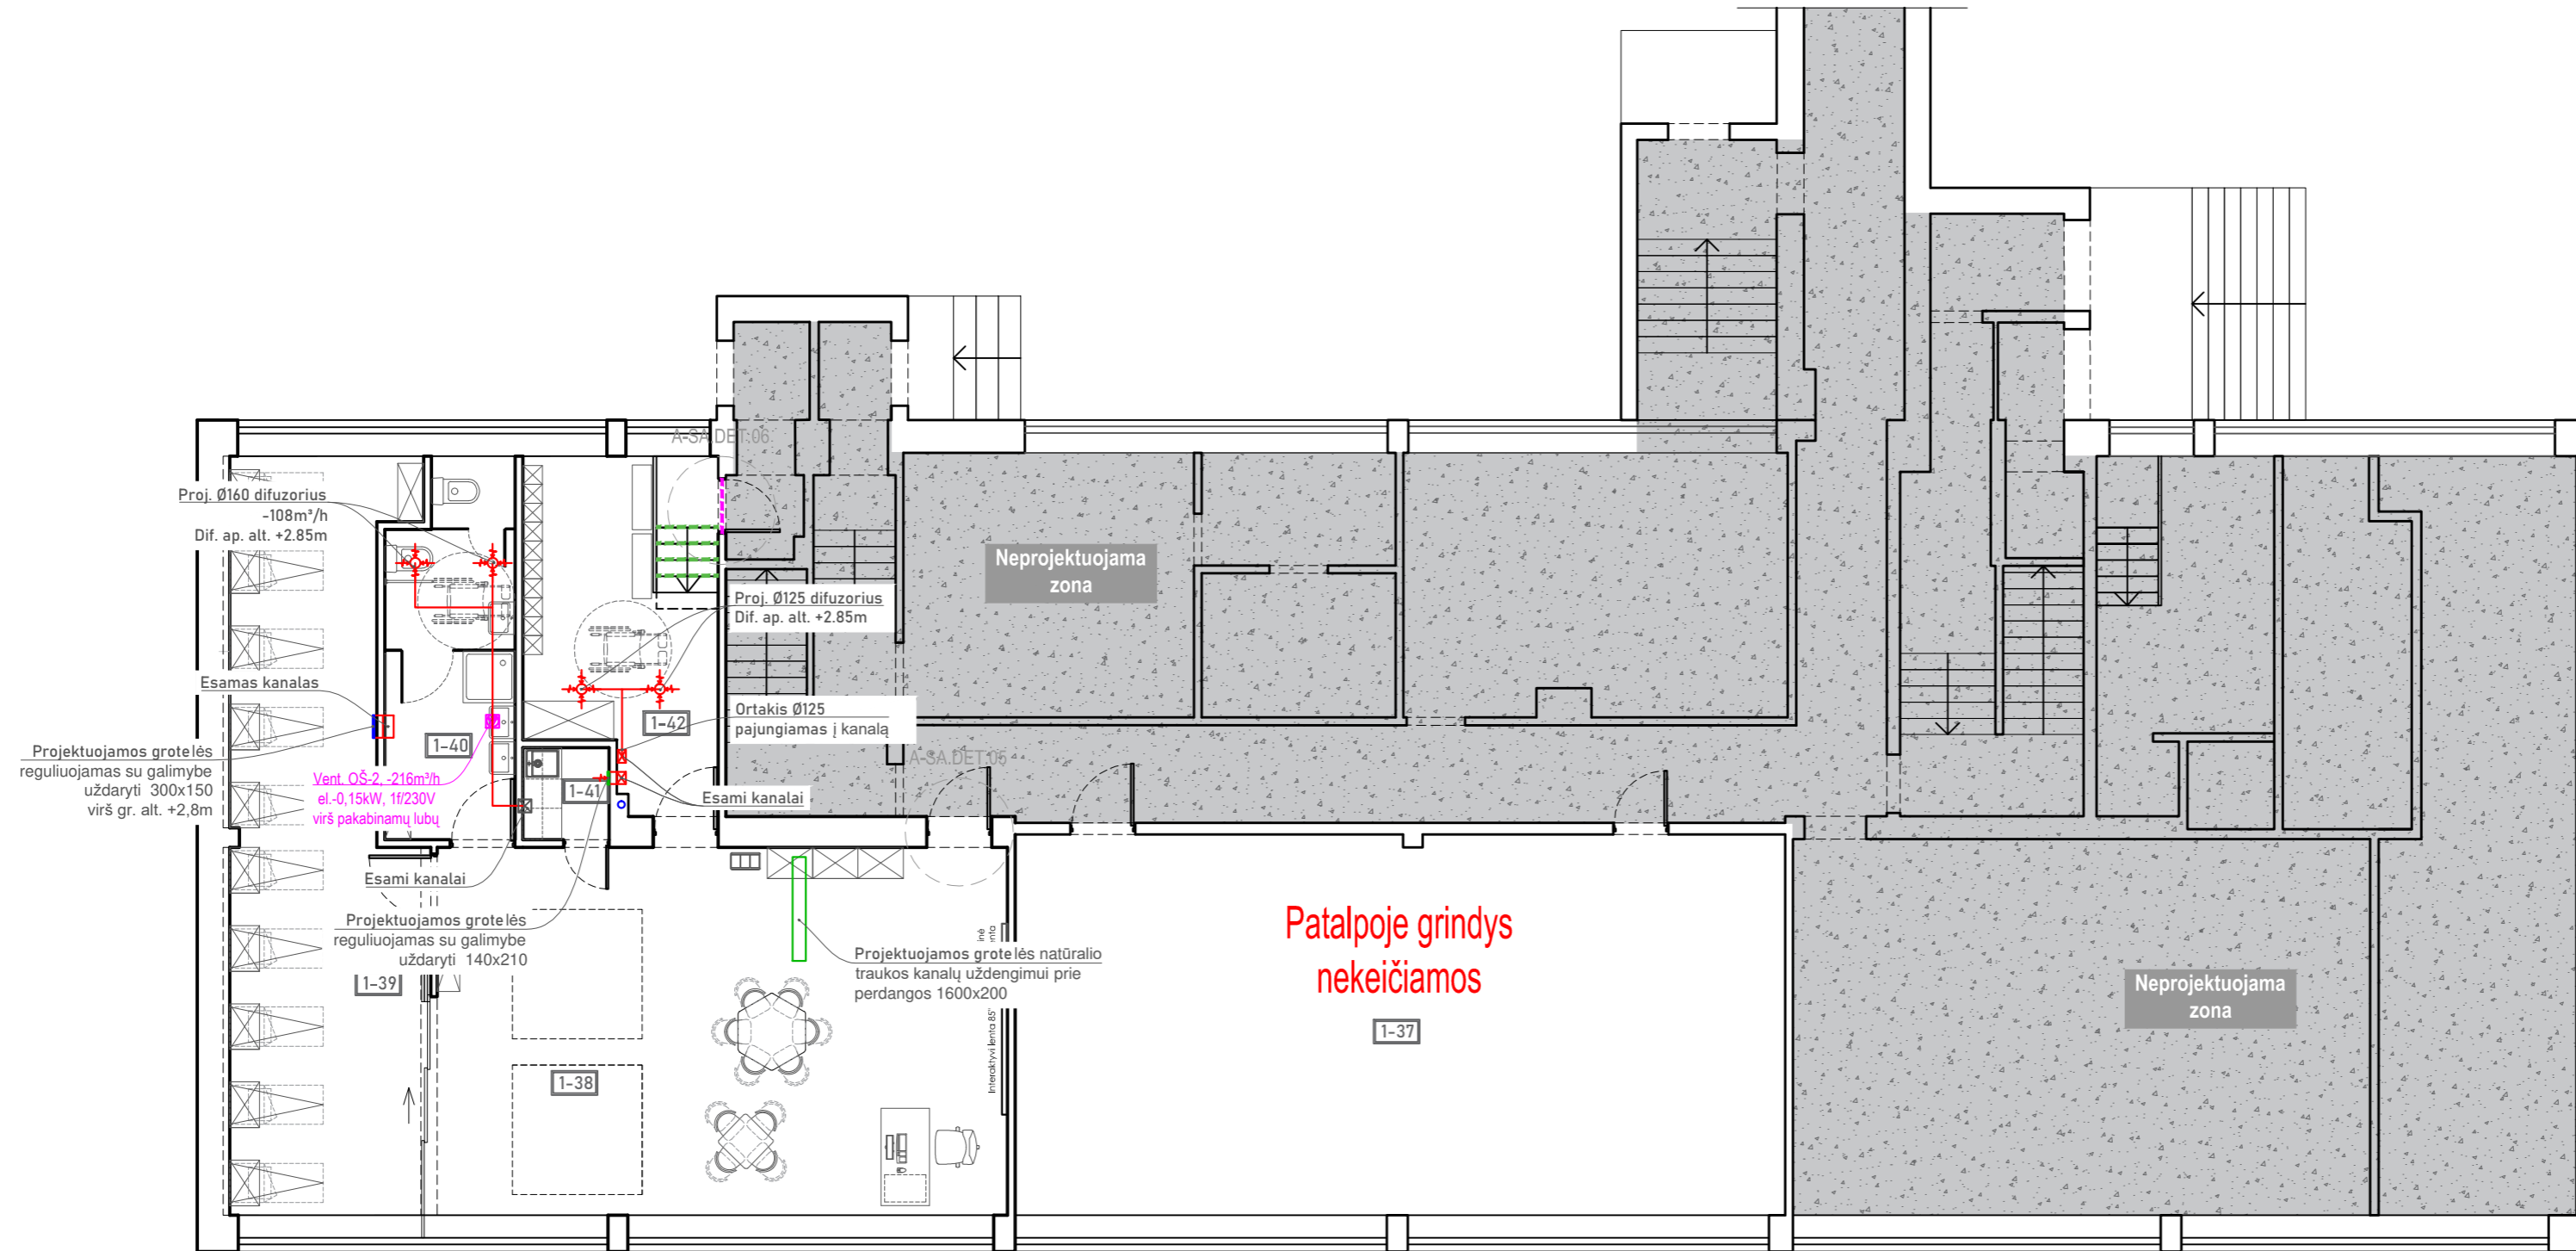 A-SA.DET.06
Proj. Ø160 difuzorius
-108m³/h
Dif. ap. alt. +2.85m
Neprojektuojama
zona
Proj. Ø125 difuzorius
Dif. ap. alt. +2.85m
Esamas kanalas
Ortakis Ø125
pajungiamas į kanalą
1-42
1-40
Projektuojamos grotelės
reguliuojamas su galimybe
uždaryti 300x150
virš gr. alt. +2,8m
Vent. OŠ-2, -216m³/h
el.-0,15kW, 1f/230V
virš pakabinamų lubų
1-41
Esami kanalai
A-SA.DET.05
Esami kanalai
Projektuojamos grotelės
reguliuojamas su galimybe
uždaryti 140x210
Projektuojamos grotelės natūralio
traukos kanalų uždengimui prie
perdangos 1600x200
Patalpoje grindys
nekeičiamos
1-37
1-39
1-38
Interaktyvi lenta 85"
Neprojektuojama
zona